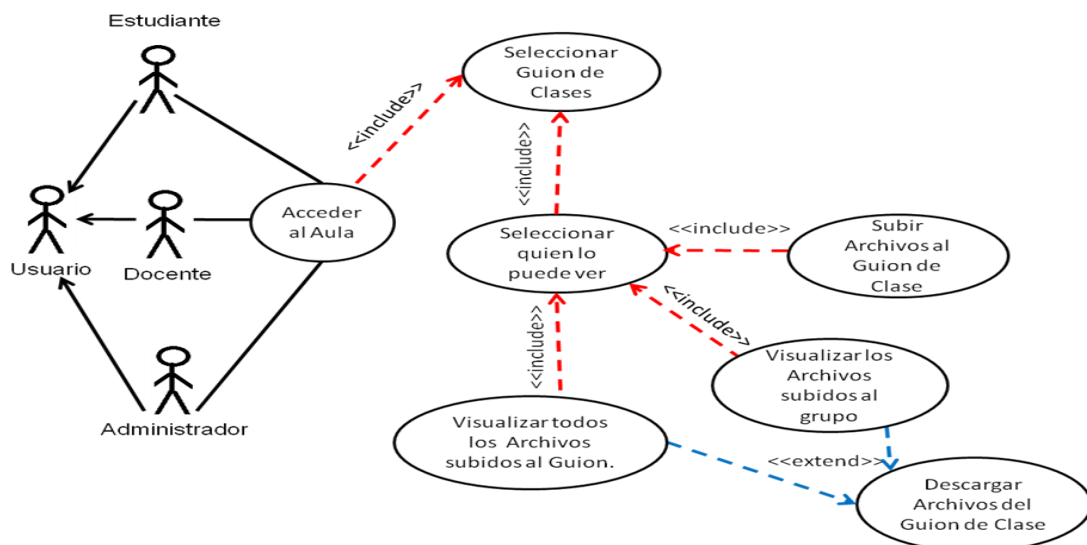 Estudiante
Usuario
Docente
Administrador
Acceder
al Aula
<<include>>
Seleccionar
Guion de
Clases
<<include>>
Seleccionar
quien lo
puede ver
<<include>>
Subir
Archivos al
Guion de
Clase
<<include>>
<<include>>
Visualizar los
Archivos
subidos al
grupo
Visualizar todos
los Archivos
subidos al Guion.
<<extend>>
Descargar
Archivos del
Guion de Clase